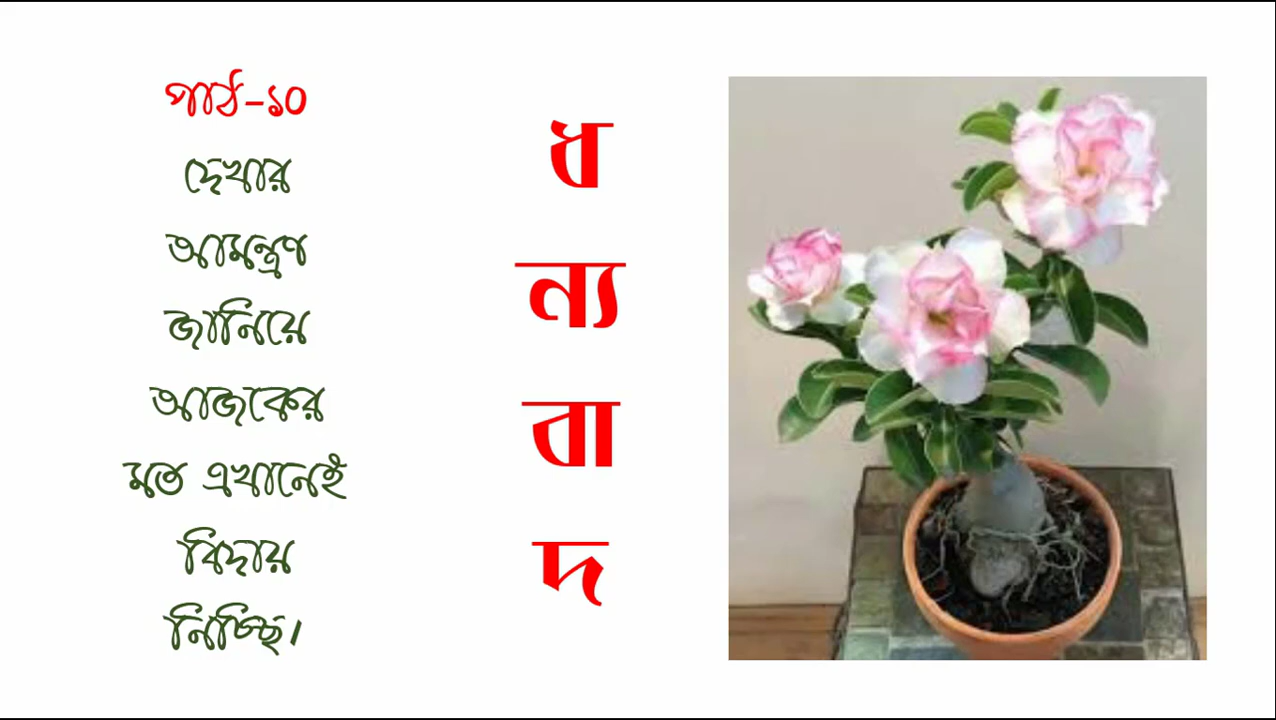 পাঠ-১০
দেখার
আমন্ত্রণ
জানিয়ে
আজকের
মত এখানেই
বিদায়
নিচ্ছি।
ধ
ন্য
বা
দ